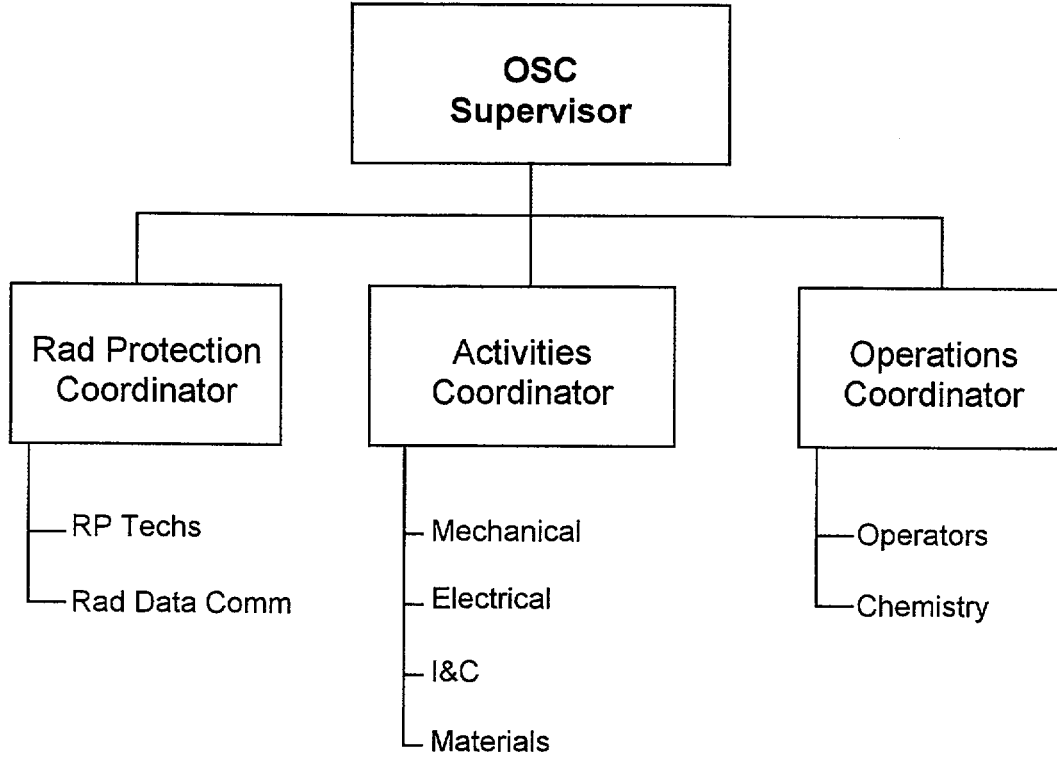 OSC
Supervisor
Rad Protection
Coordinator
Activities
Coordinator
Operations
Coordinator
RP Techs
Rad Data Comm
Mechanical
Electrical
I&C
Materials
Operators
Chemistry